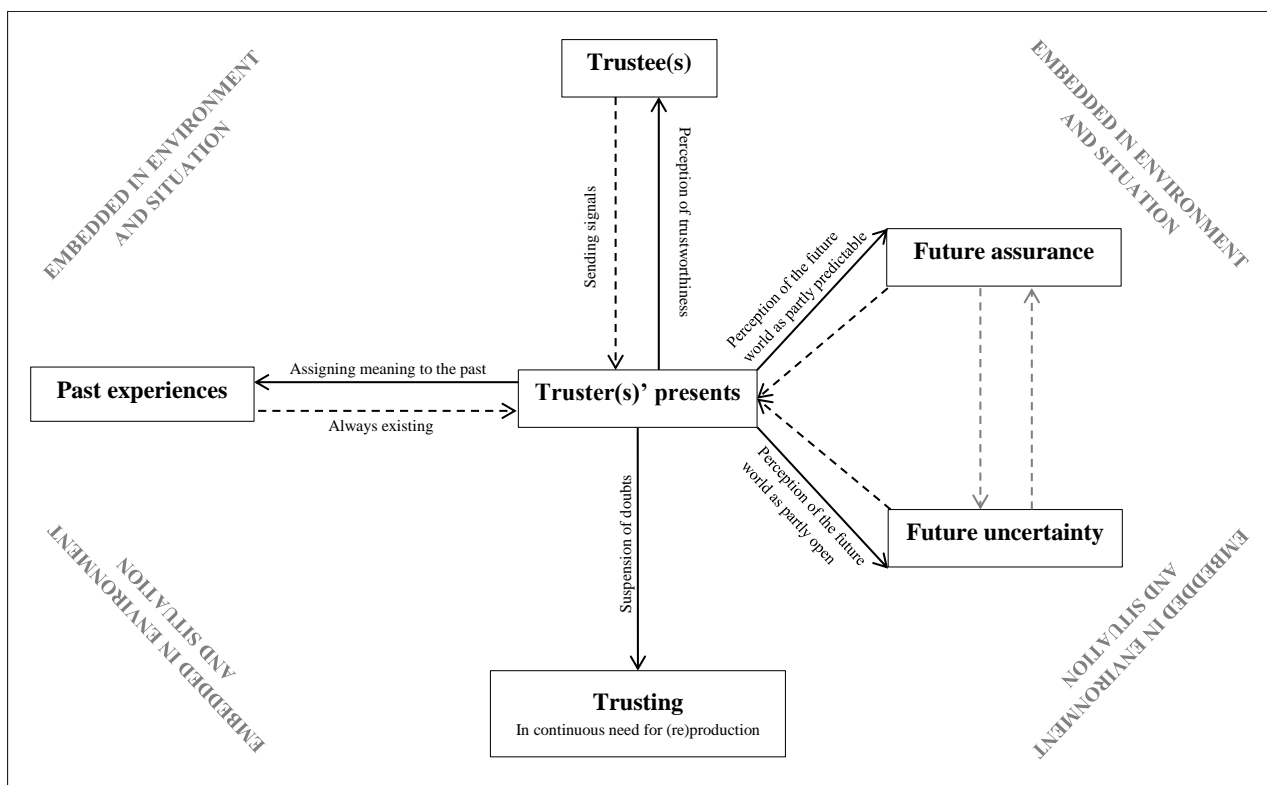 EMBEDDED IN ENVIRONMENT
AND SITUATION
Trustee(s)
EMBEDDED IN ENVIRONMENT
AND SITUATION
Sending signals
Perception of trustworthiness
Perception of the future
world as partly predictable
Future assurance
Past experiences
Assigning meaning to the past
Always existing
Truster(s)’ presents
Perception of the future
world as partly open
Future uncertainty
Suspension of doubts
Trusting
In continuous need for (re)production
EMBEDDED IN ENVIRONMENT
AND SITUATION
EMBEDDED IN ENVIRONMENT
AND SITUATION